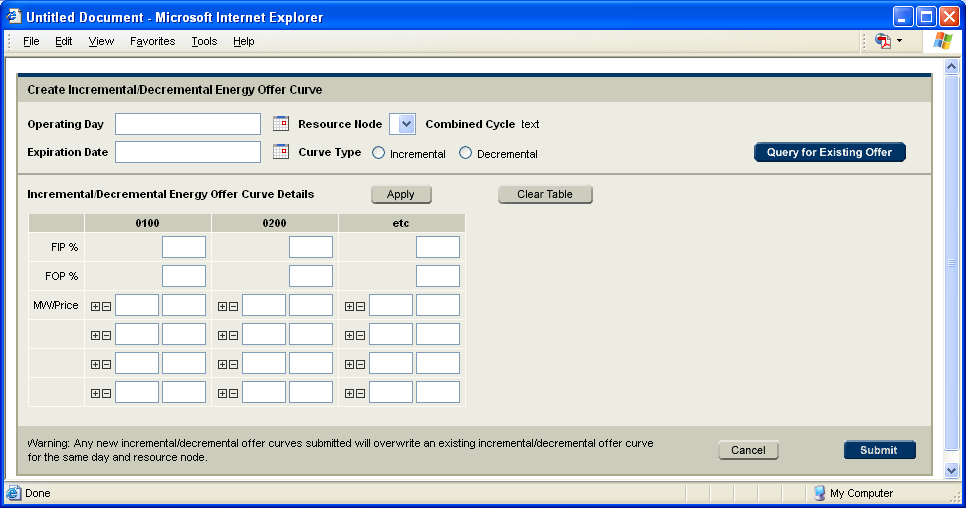 Untitled Document - Microsoft Internet Explorer
File Edit View Favorites Tools Help
Create Incremental/Decremental Energy Offer Curve
Operating Day Resource Node Combined Cycle text
Expiration Date Curve Type Incremental Decremental Query for Existing Offer
Incremental/Decremental Energy Offer Curve Details Apply Clear Table
0100 0200 etc
FIP %
FOP %
MW/Price
Warning: Any new incremental/decremental offer curves submitted will overwrite an existing incremental/decremental offer curve
for the same day and resource node.
Cancel Submit
Done My Computer